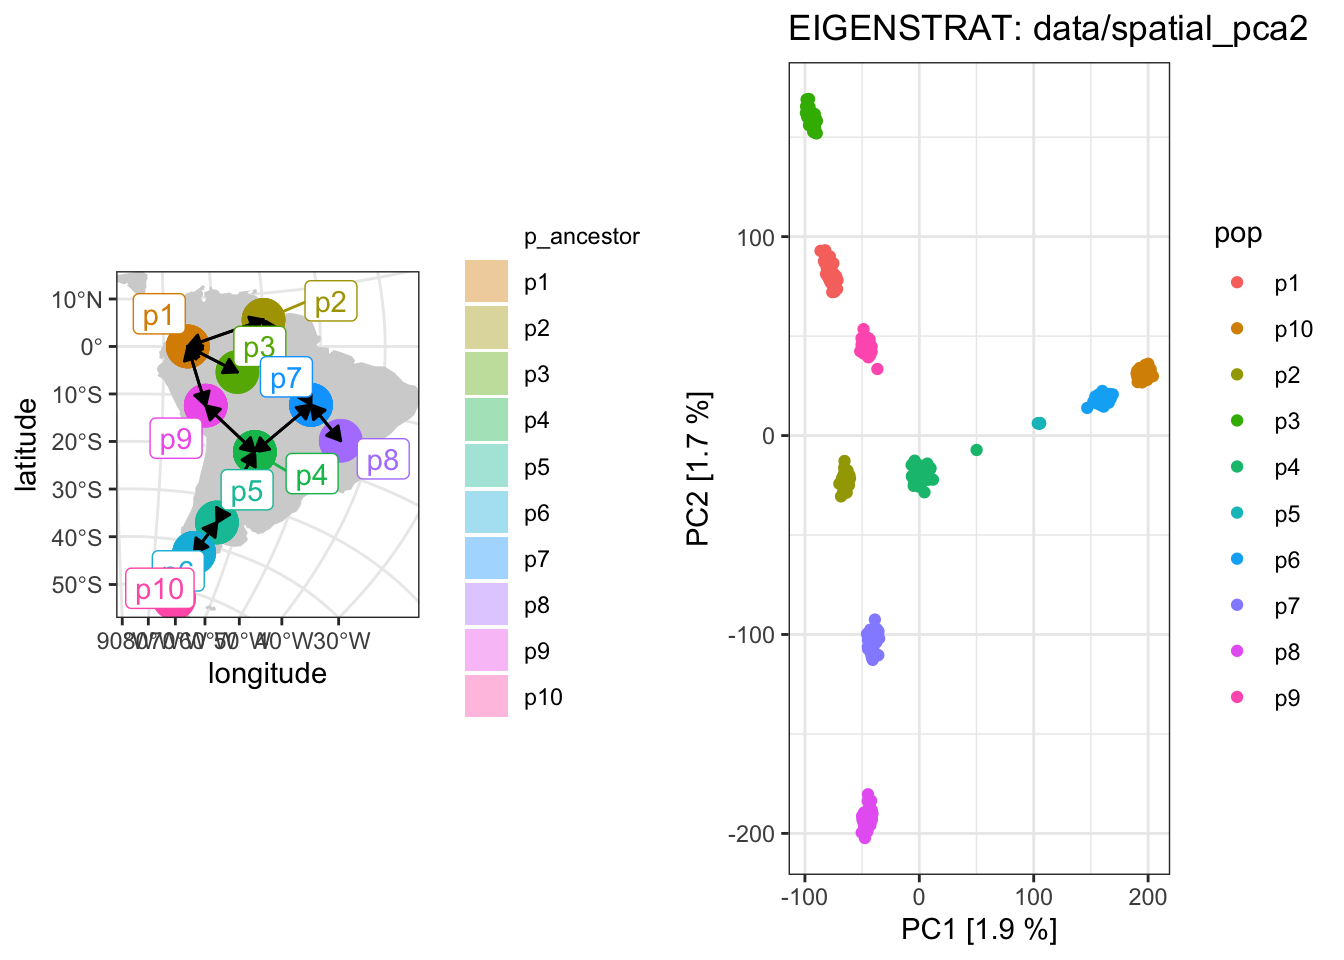 EIGENSTRAT: data/spatial_pca2
latitude
10°N
0°
10°S
20°S
30°S
40°S
50°S
p1
p2
p3
p7
p9
p8
p4
p5
p10
40°W
30°W
longitude
p_ancestor
p1
p2
p3
p4
p5
p6
p7
p8
p9
p10
PC2 [1.7 %]
100
0
-100
-200
-100
0
100
200
PC1 [1.9 %]
pop
p1
p10
p2
p3
p4
p5
p6
p7
p8
p9